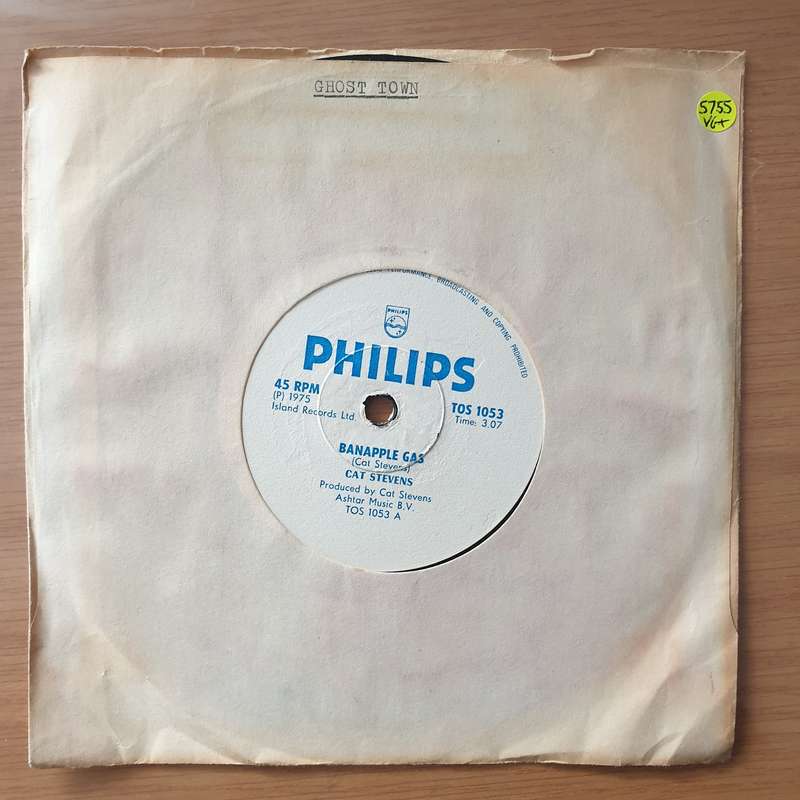 GHOST TOWN
5755
VG+
PERFORMANCE BROADCASTING AND COPYING PROHIBITED
PHILIPS
PHILIPS
45 RPM
(P) 1975
Island Records Ltd.
TOS 1053
Time: 3.07
BANAPPLE GAS
(Cat Stevens)
CAT STEVENS
Produced by Cat Stevens
Ashtar Music B.V.
TOS 1053 A